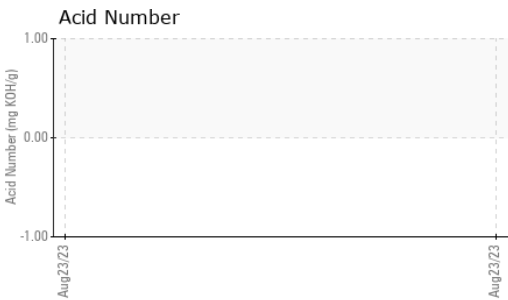 Acid Number
1.00
Acid Number (mg KOH/g)
0.00
-1.00
Aug23/23
Aug23/23